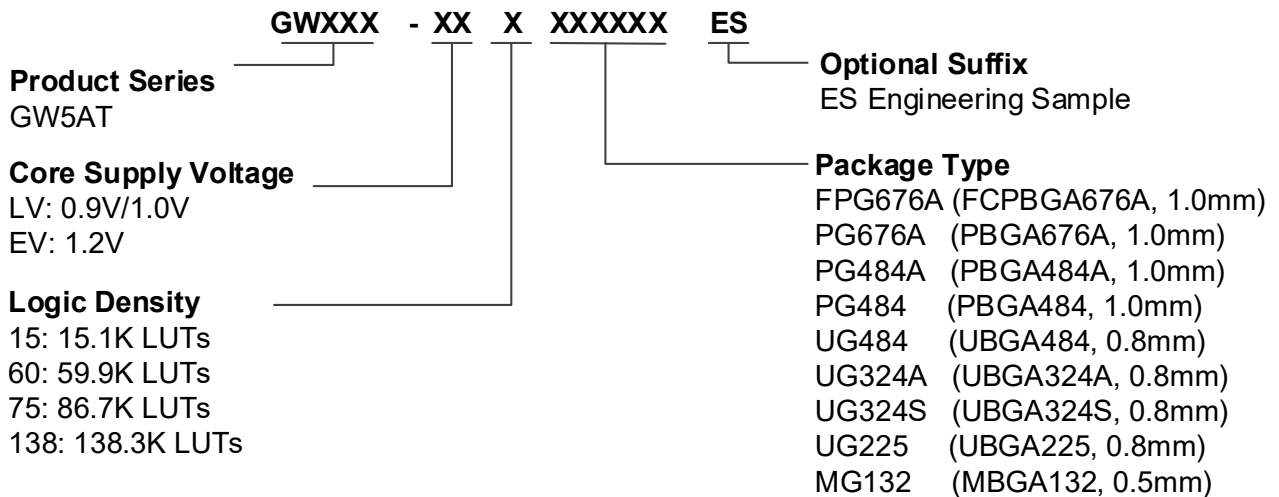 GWXXX - XX X XXXXXX ES
Product Series
GW5AT
Core Supply Voltage
LV: 0.9V/1.0V
EV: 1.2V
Logic Density
15: 15.1K LUTs
60: 59.9K LUTs
75: 86.7K LUTs
138: 138.3K LUTs
Optional Suffix
ES Engineering Sample
Package Type
FPG676A (FCPBGA676A, 1.0mm)
PG676A (PBGA676A, 1.0mm)
PG484A (PBGA484A, 1.0mm)
PG484 (PBGA484, 1.0mm)
UG484 (UBGA484, 0.8mm)
UG324A (UBGA324A, 0.8mm)
UG324S (UBGA324S, 0.8mm)
UG225 (UBGA225, 0.8mm)
MG132 (MBGA132, 0.5mm)